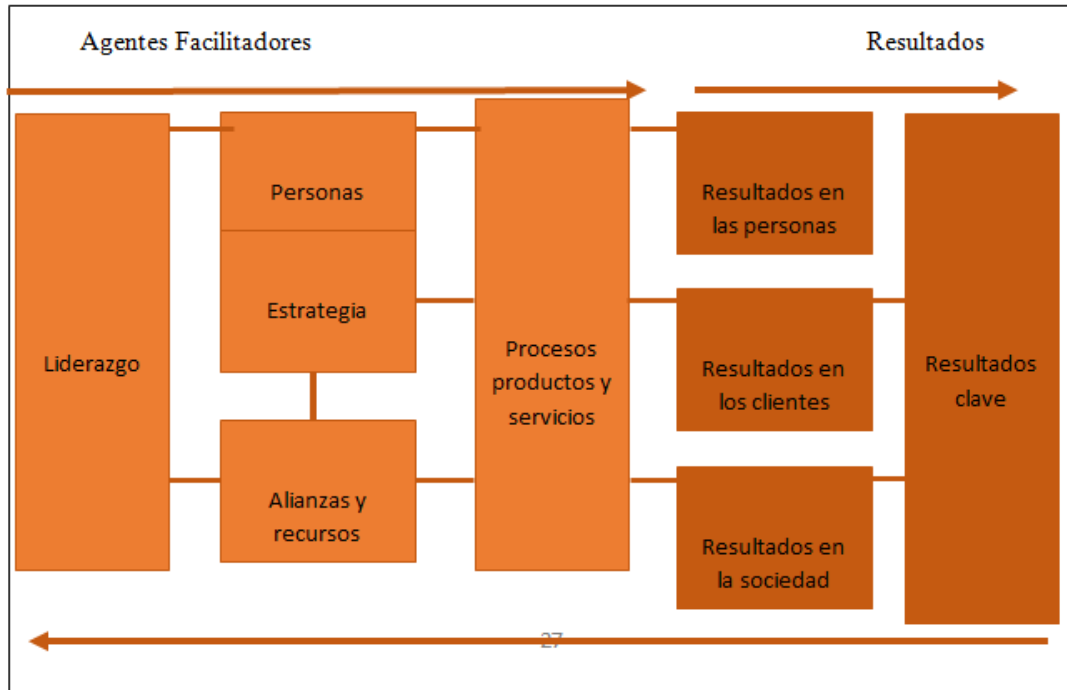 Agentes Facilitadores
Resultados
Liderazgo
Personas
Estrategia
Alianzas y
recursos
Procesos
productos y
servicios
Resultados en
las personas
Resultados en
los clientes
Resultados en
la sociedad
Resultados
clave
27